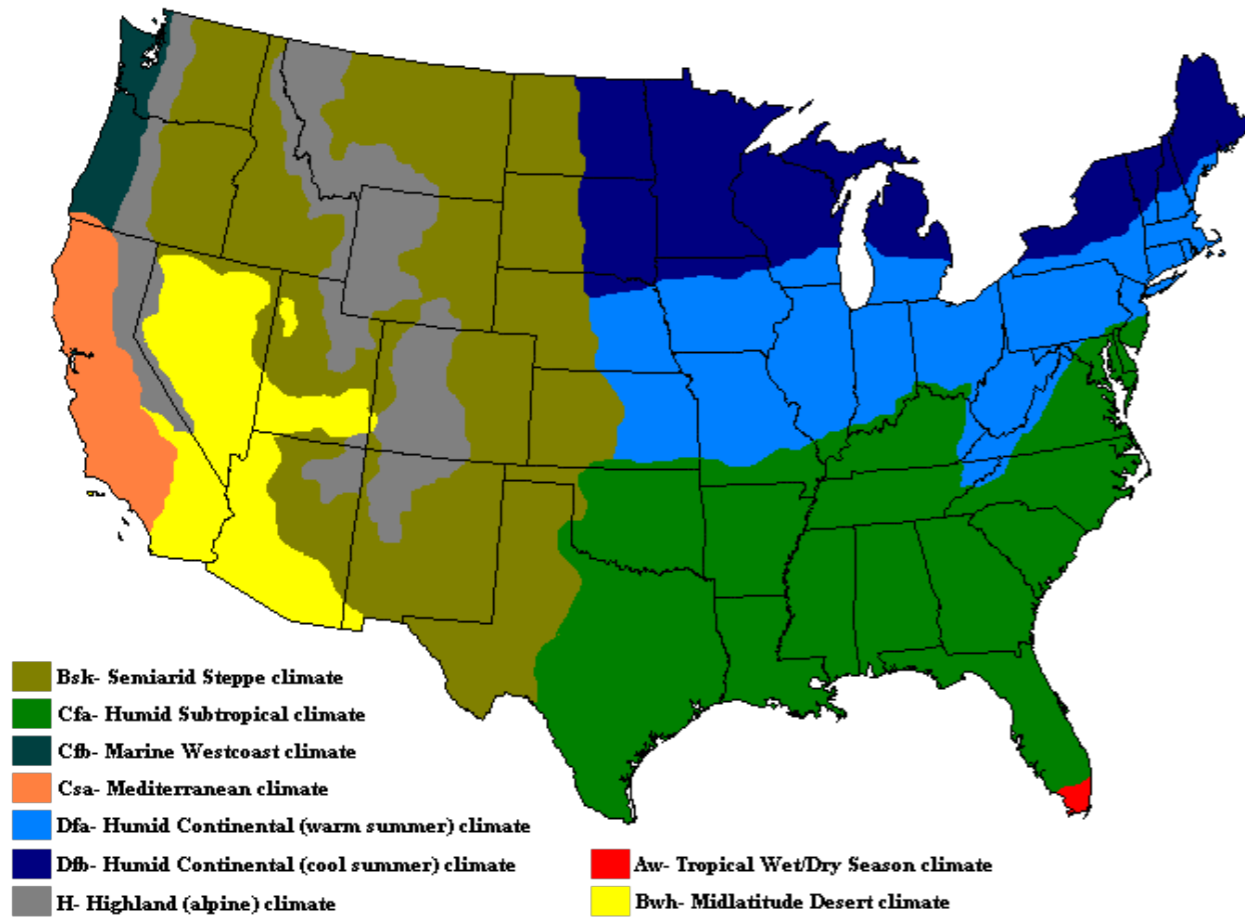 Bsk- Semiarid Steppe climate
Cfa- Humid Subtropical climate
Cfb- Marine Westcoast climate
Csa- Mediterranean climate
Dfa- Humid Continental (warm summer) climate
Dfb- Humid Continental (cool summer) climate
H- Highland (alpine) climate
Aw- Tropical Wet/Dry Season climate
Bwh- Midlatitude Desert climate